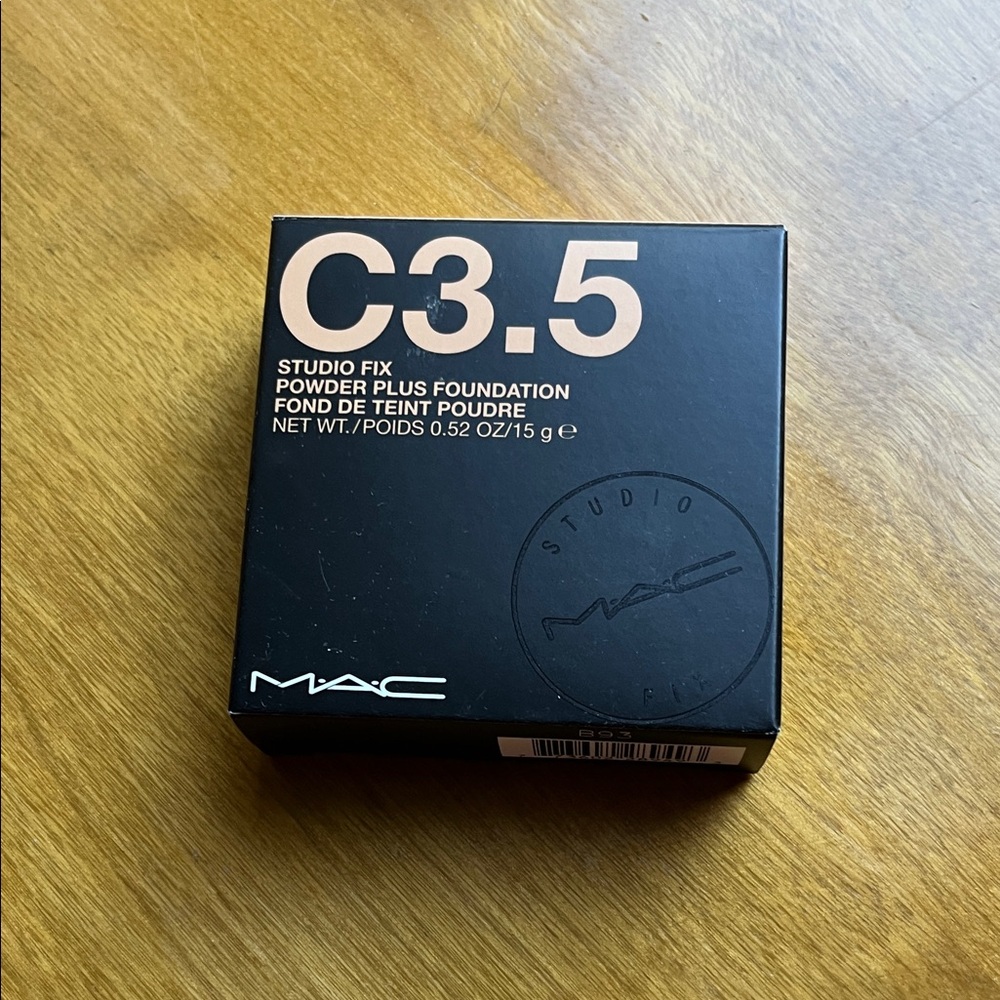 C3.5
STUDIO FIX
POWDER PLUS FOUNDATION
FOND DE TEINT POUDRE
NET WT./POIDS 0.52 OZ/15 g ℮
STUDIO
M·A·C
FIX
M·A·C
B93